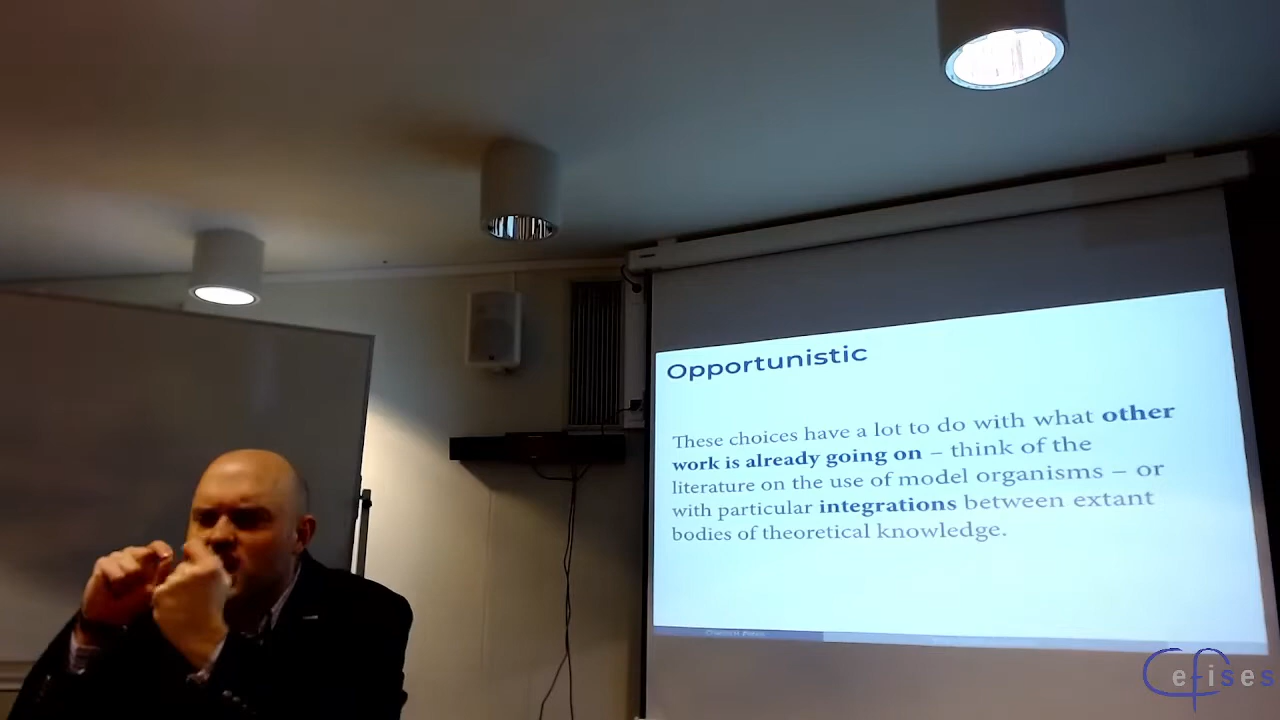 Opportunistic
These choices have a lot to do with what other
work is already going on – think of the
literature on the use of model organisms – or
with particular integrations between extant
bodies of theoretical knowledge.
Cefises